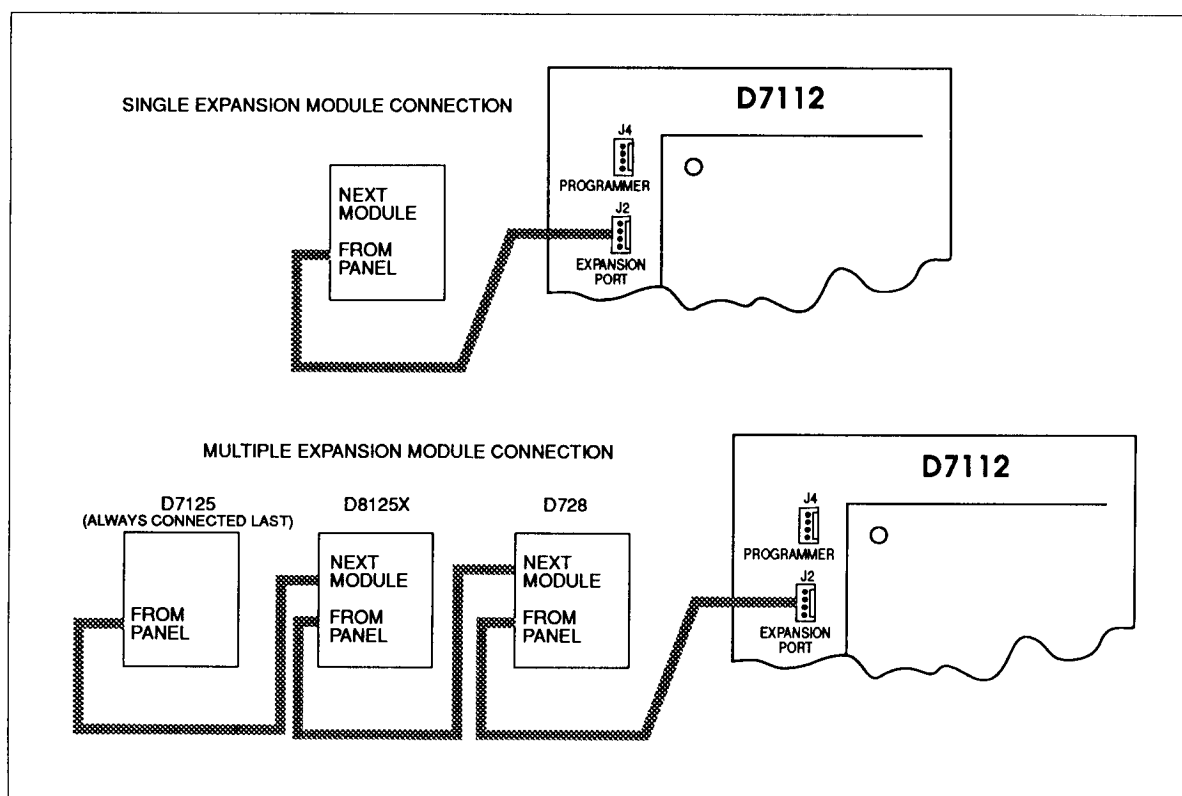 SINGLE EXPANSION MODULE CONNECTION
D7112
J4
PROGRAMMER
J2
EXPANSION
PORT
NEXT
MODULE
FROM
PANEL
MULTIPLE EXPANSION MODULE CONNECTION
D7112
D7125
(ALWAYS CONNECTED LAST)
D8125X
D728
FROM
PANEL
NEXT
MODULE
FROM
PANEL
NEXT
MODULE
FROM
PANEL
J4
PROGRAMMER
J2
EXPANSION
PORT